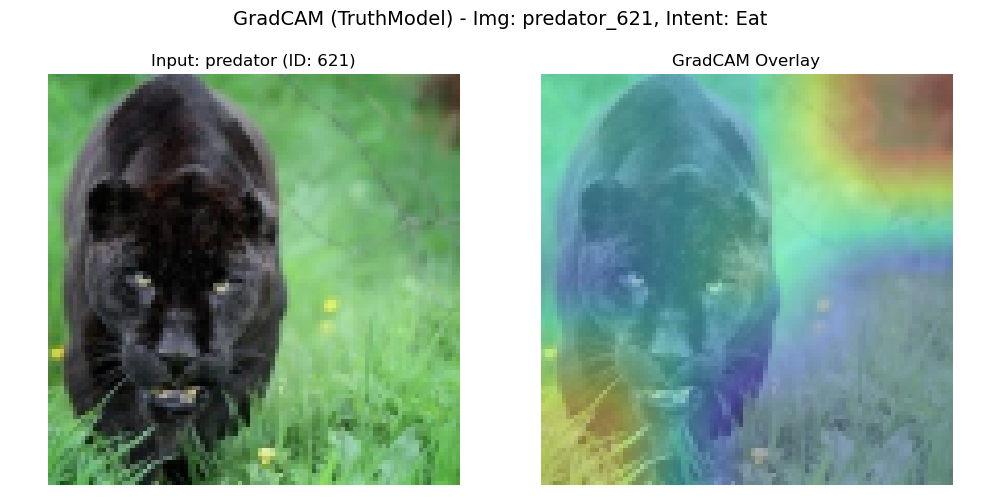 GradCAM (TruthModel) - Img: predator_621, Intent: Eat
Input: predator (ID: 621)
GradCAM Overlay